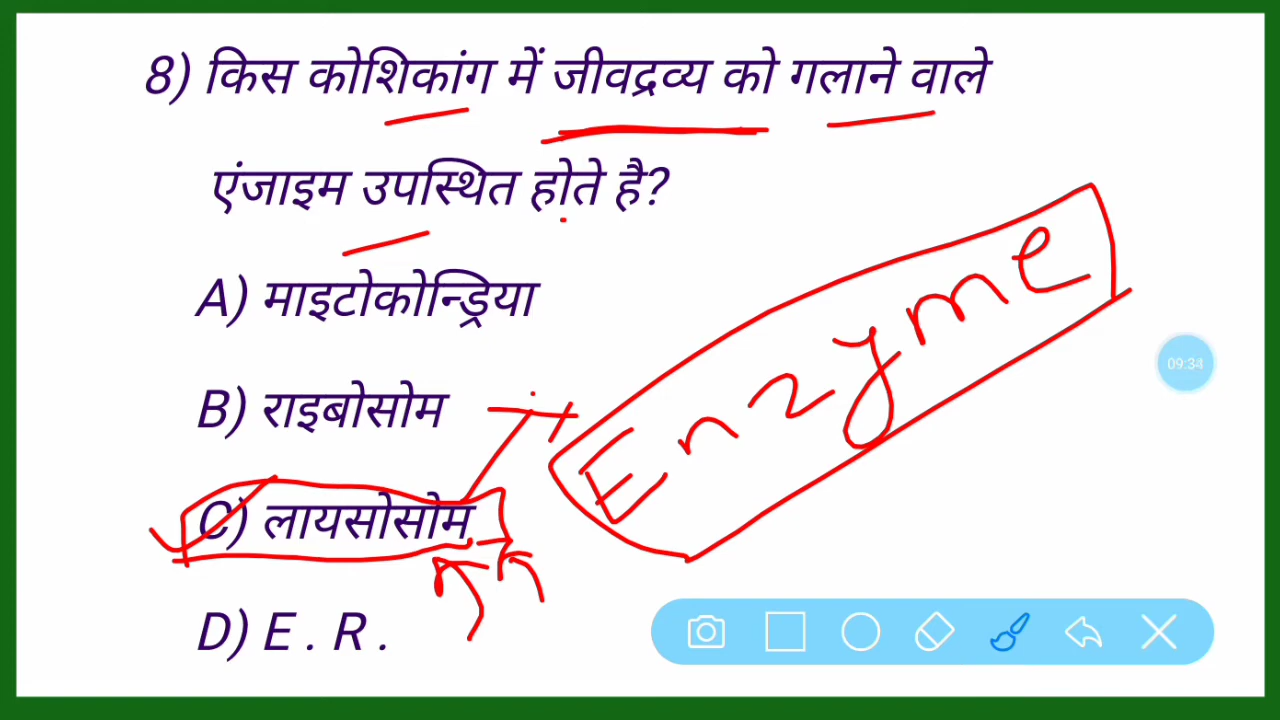 8) किस कोशिकांग में जीवद्रव्य को गलाने वाले
एंजाइम उपस्थित होते है?
A) माइटोकोन्ड्रिया
B) राइबोसोम
C) लायसोसोम
D) E . R .
Enzyme
09:34